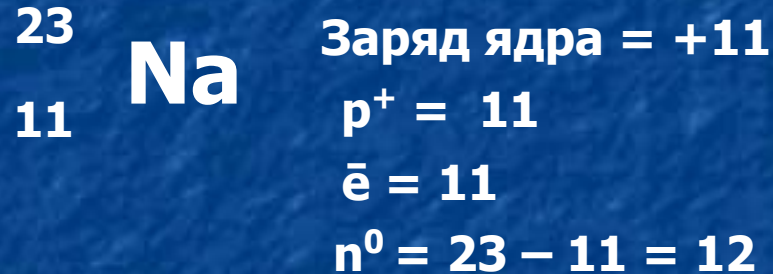 23
11
Na
Заряд ядра = +11
p⁺ = 11
ē = 11
n⁰ = 23 – 11 = 12